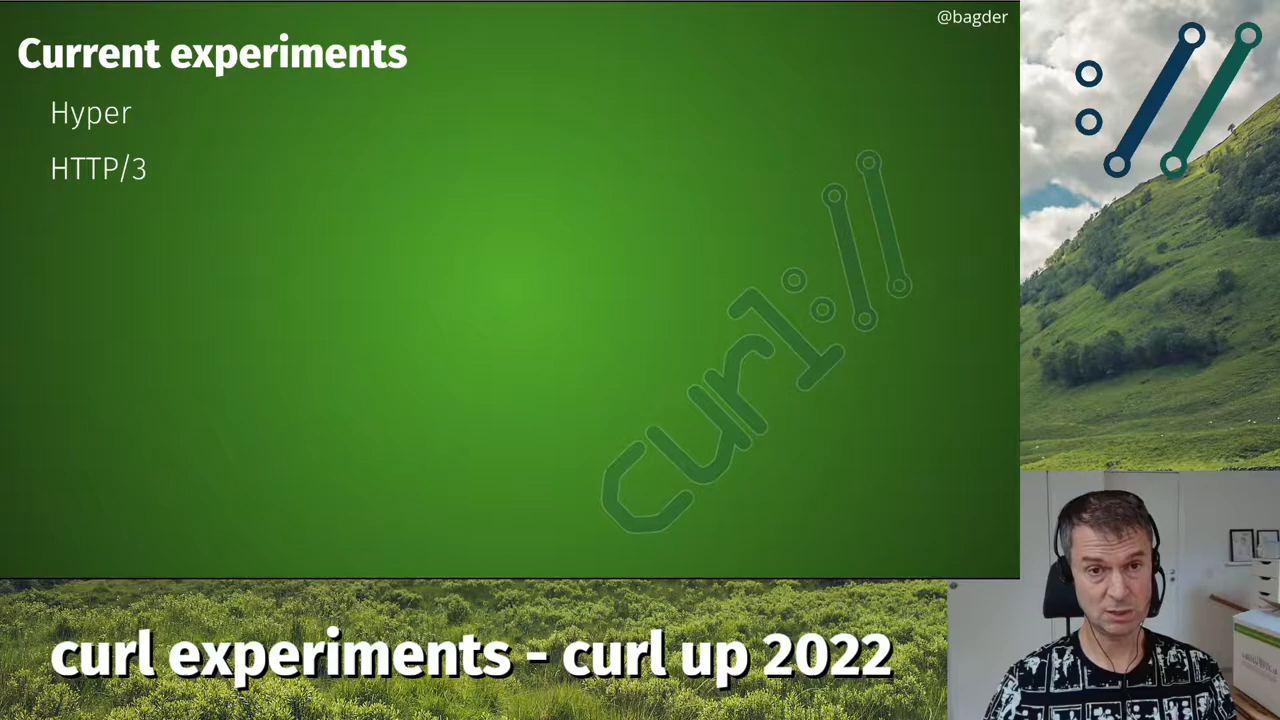 @bagder
Current experiments
Hyper
HTTP/3
curl://
curl experiments - curl up 2022